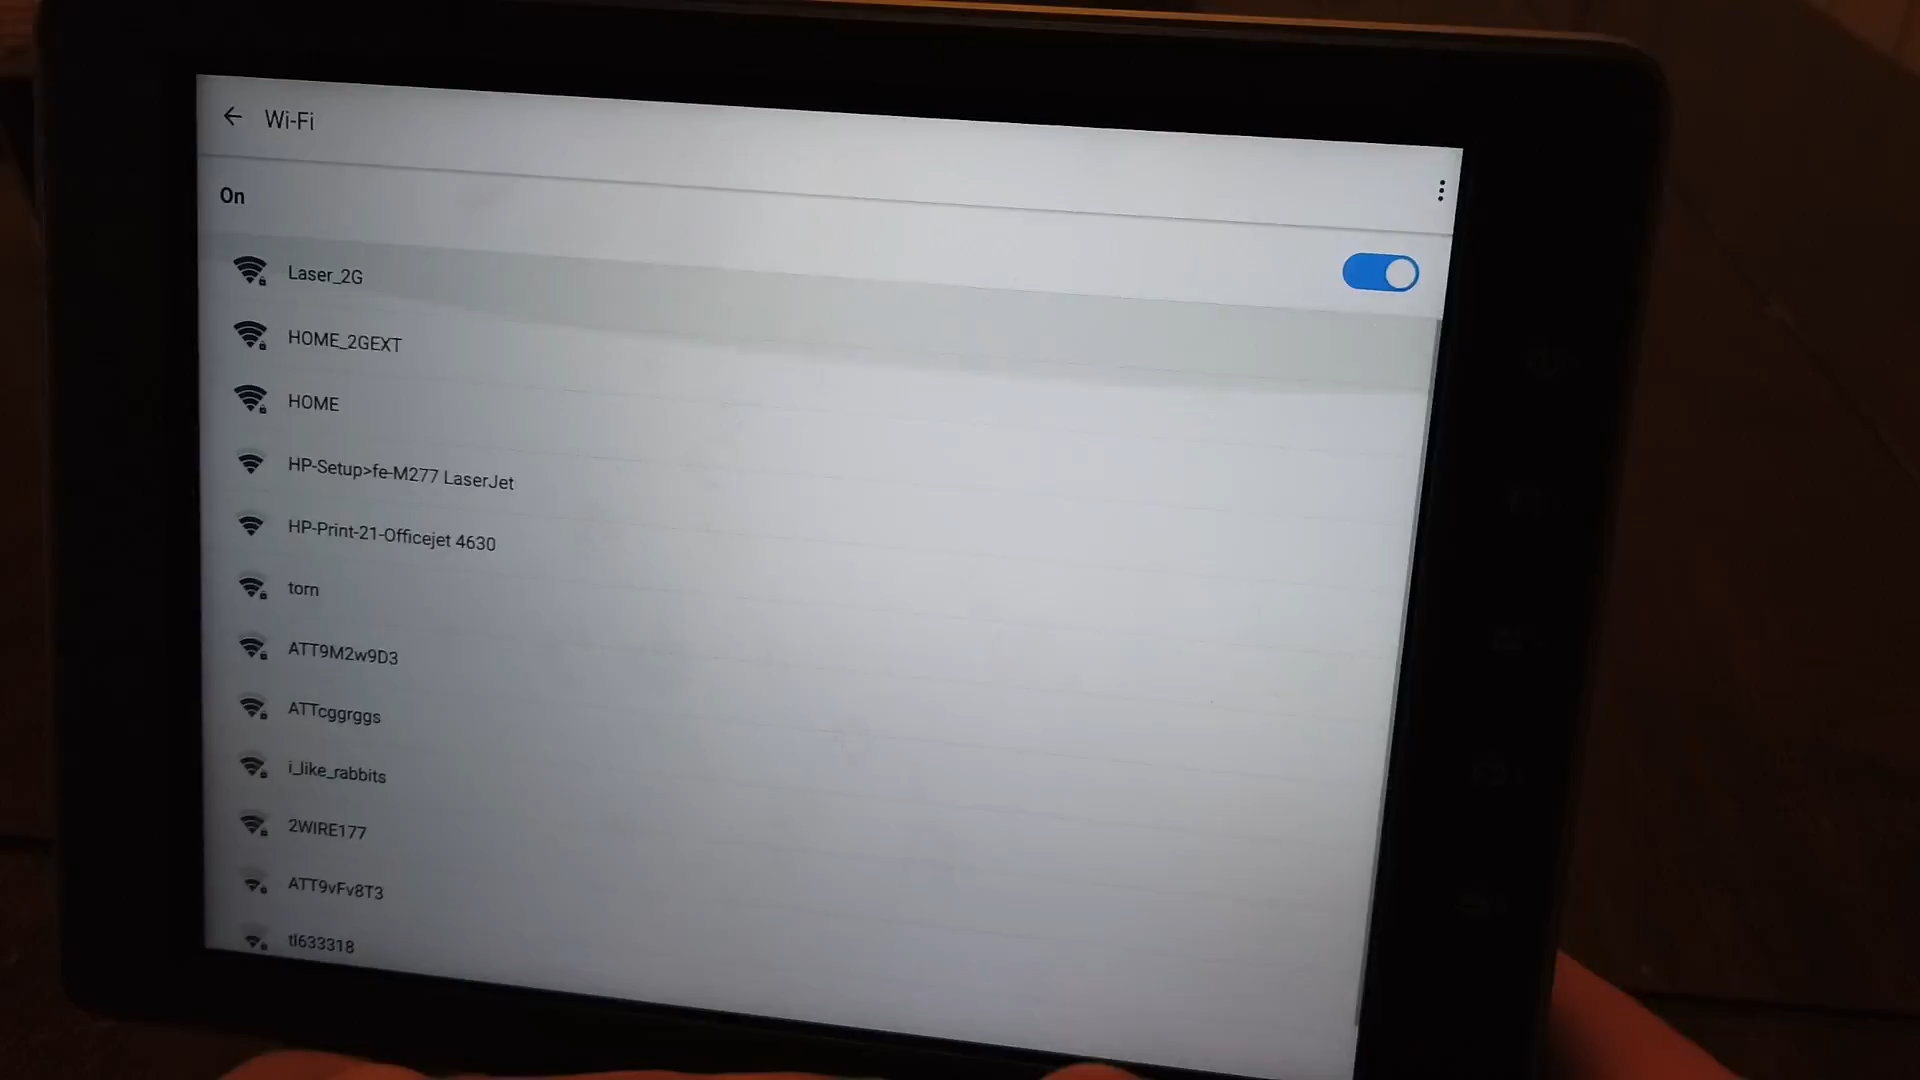 Wi-Fi
On
Laser_2G
HOME_2GEXT
HOME
HP-Setup>fe-M277 LaserJet
HP-Print-21-Officejet 4630
torn
ATT9M2w9D3
ATTcggrggs
i_like_rabbits
2WIRE177
ATT9vFv8T3
tl633318